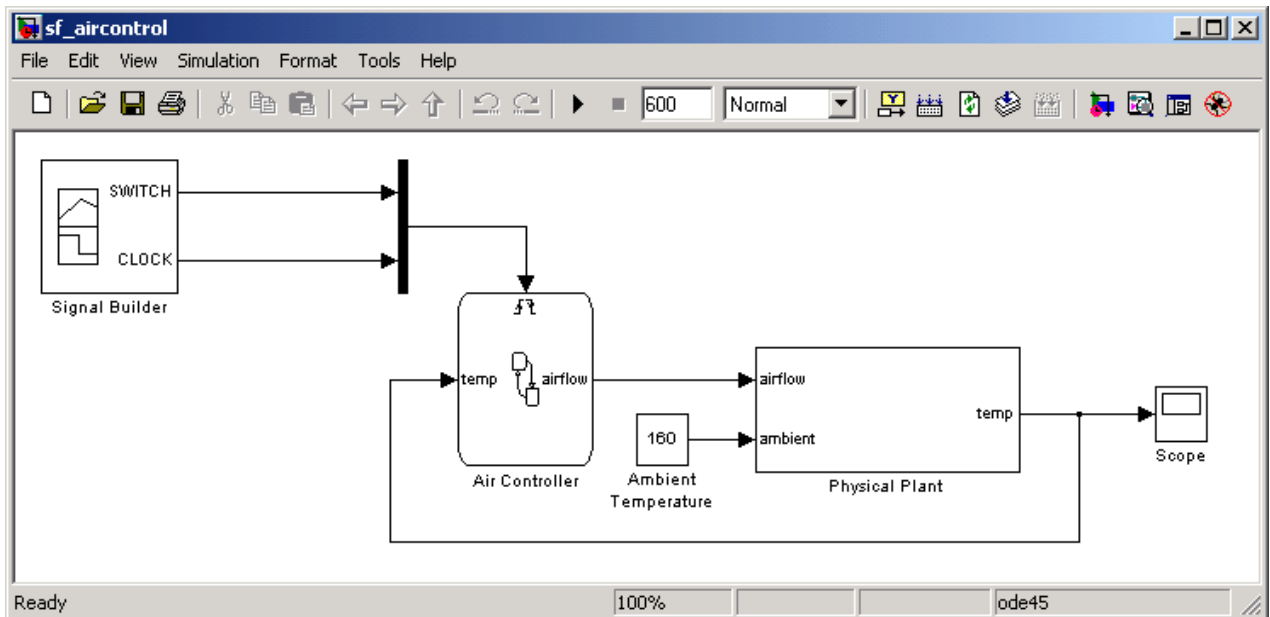 sf_aircontrol
File Edit View Simulation Format Tools Help
600 Normal
SWITCH
CLOCK
Signal Builder
temp
airflow
Air Controller
160
Ambient
Temperature
airflow
ambient
temp
Physical Plant
Scope
Ready 100% ode45